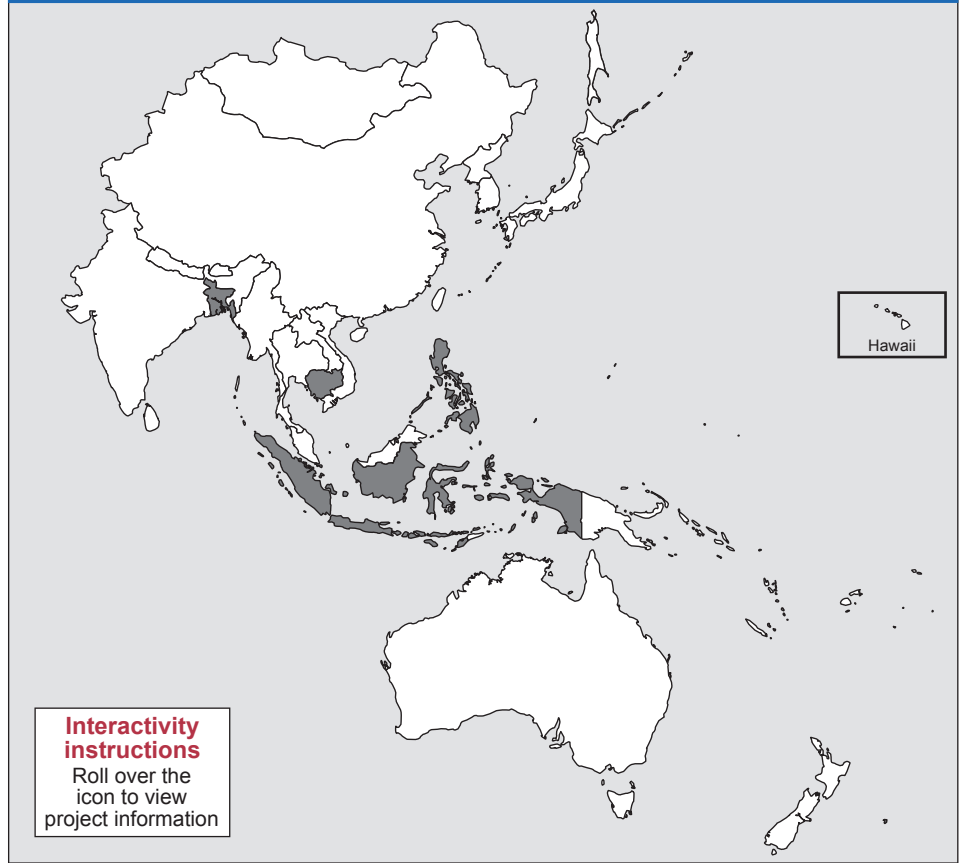 Hawaii
Interactivity
instructions
Roll over the
icon to view
project information